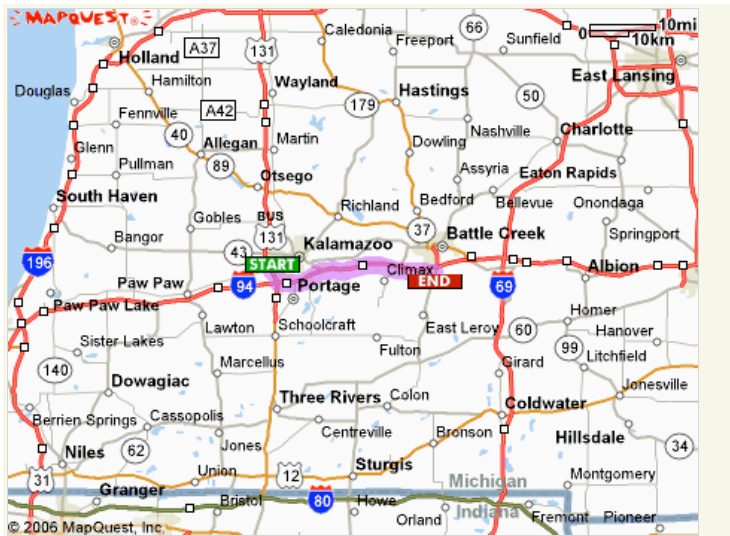 MAPQUEST®
Caledonia
66
10mi
0
10km
A37
131
Freeport
Sunfield
Holland
Hamilton
Wayland
Hastings
East Lansing
Douglas
A42
179
50
Fennville
Nashville
Charlotte
40
Martin
Glenn
Allegan
Dowling
Pullman
89
Otsego
Assyria
Eaton Rapids
South Haven
Richland
Bedford
Bellevue
Onondaga
Gobles
BUS
131
37
Battle Creek
Springport
Bangor
43
Kalamazoo
196
START
Climax
Albion
Paw Paw
94
Portage
END
69
Paw Paw Lake
Homer
Lawton
Schoolcraft
East Leroy
60
Hanover
Sister Lakes
Fulton
99
Litchfield
140
Marcellus
Girard
Dowagiac
Jonesville
Three Rivers
Colon
Coldwater
Berrien Springs
Cassopolis
Centreville
Bronson
Hillsdale
Niles
62
Jones
34
31
Union
12
Sturgis
Montgomery
Granger
Michigan
Bristol
80
Howe
Indiana
Orland
Fremont
Pioneer
© 2006 MapQuest, Inc.